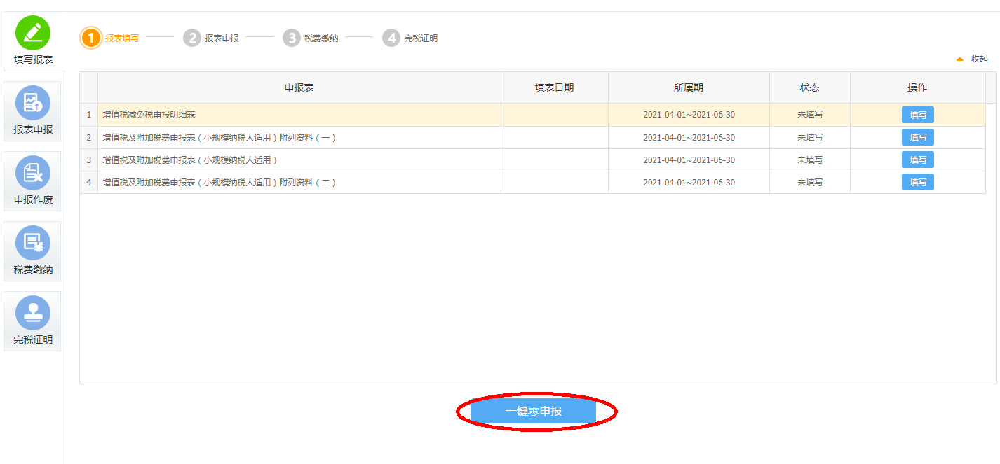 填写报表
报表申报
申报作废
税费缴纳
完税证明
1 报表填写 2 报表申报 3 税费缴纳 4 完税证明
收起
申报表 填表日期 所属期 状态 操作
1 增值税减免税申报明细表 2021-04-01~2021-06-30 未填写 填写
2 增值税及附加税费申报表（小规模纳税人适用）附列资料（一） 2021-04-01~2021-06-30 未填写 填写
3 增值税及附加税费申报表（小规模纳税人适用） 2021-04-01~2021-06-30 未填写 填写
4 增值税及附加税费申报表（小规模纳税人适用）附列资料（二） 2021-04-01~2021-06-30 未填写 填写
一键零申报